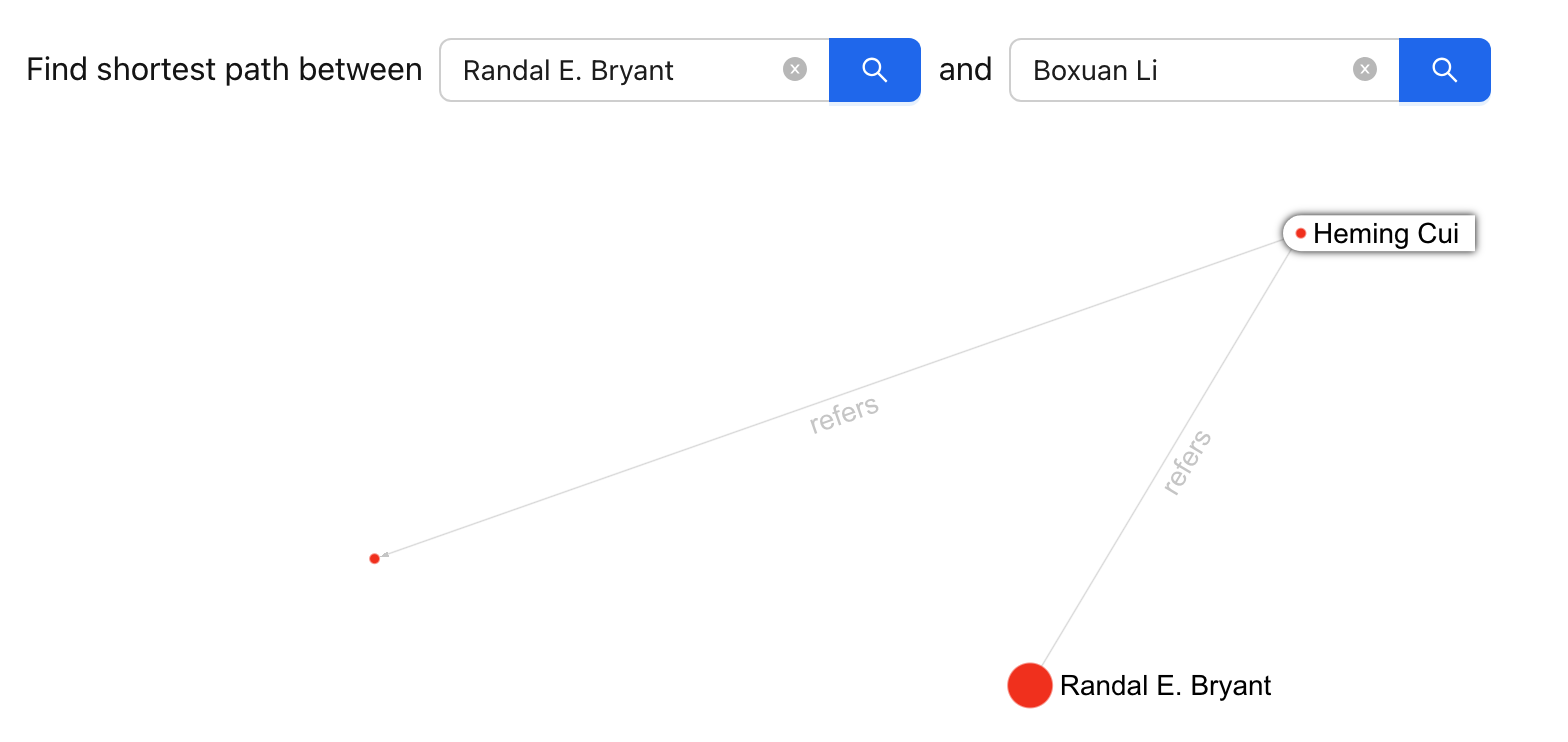 Find shortest path between Randal E. Bryant and Boxuan Li
Heming Cui
refers
refers
Randal E. Bryant